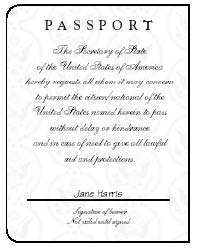 PASSPORT
The Secretary of State
of the United States of America
hereby requests all whom it may concern
to permit the citizen/national of the
United States named herein to pass
without delay or hindrance
and in case of need to give all lawful
aid and protections.
Jane Harris
Signature of bearer
Not valid until signed